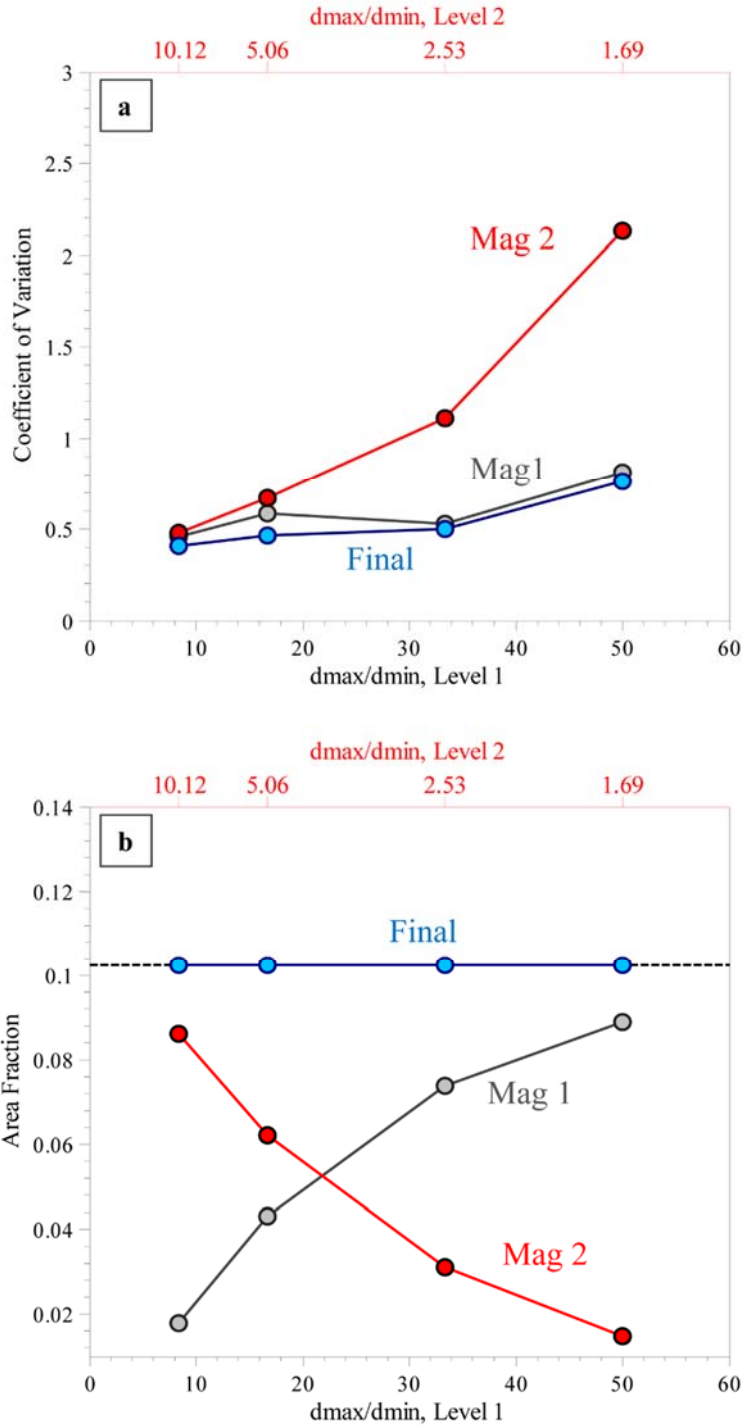 dmax/dmin, Level 2
10.12 5.06 2.53 1.69
3
a
2.5
Mag 2
2
Coefficient of Variation
1.5
1
Mag1
0.5
Final
0
0 10 20 30 40 50 60
dmax/dmin, Level 1
dmax/dmin, Level 2
10.12 5.06 2.53 1.69
0.14
b
0.12
Final
0.1
0.08
Area Fraction
Mag 1
0.06
0.04
Mag 2
0.02
0 10 20 30 40 50 60
dmax/dmin, Level 1